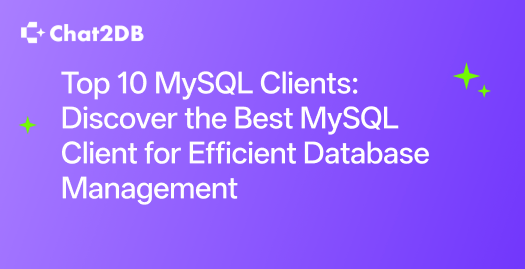 Chat2DB
Top 10 MySQL Clients:
Discover the Best MySQL
Client for Efficient Database
Management